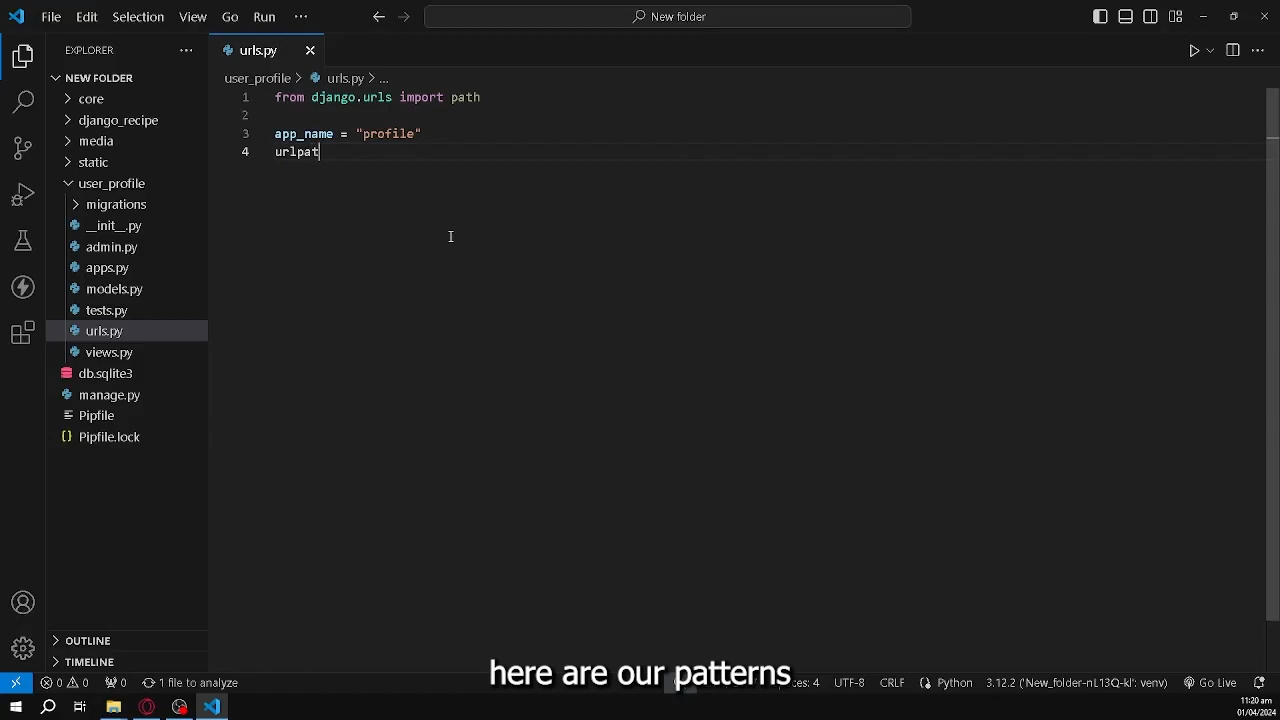 File Edit Selection View Go Run ··· New folder
EXPLORER ···
NEW FOLDER
core
django_recipe
media
static
user_profile
migrations
__init__.py
admin.py
apps.py
models.py
tests.py
urls.py
views.py
db.sqlite3
manage.py
Pipfile
Pipfile.lock
OUTLINE
TIMELINE
urls.py
user_profile > urls.py > ...
1 from django.urls import path
2
3 app_name = "profile"
4 urlpat
here are our patterns
0 0 0 1 file to analyze
UTF-8 CRLF Python 3.12.2 ('New_folder-nL13Q-kl': venv) Go Live
11:20 am
01/04/2024